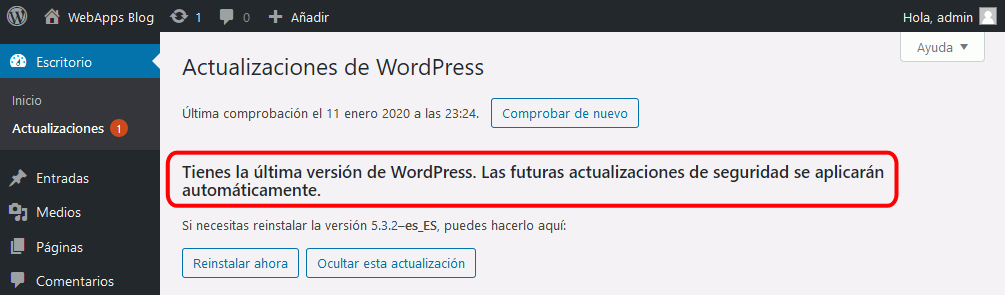 WebApps Blog 1 0 + Añadir Hola, admin
Ayuda
Escritorio
Inicio
Actualizaciones 1
Entradas
Medios
Páginas
Comentarios
Actualizaciones de WordPress
Última comprobación el 11 enero 2020 a las 23:24. Comprobar de nuevo
Tienes la última versión de WordPress. Las futuras actualizaciones de seguridad se aplicarán
automáticamente.
Si necesitas reinstalar la versión 5.3.2–es_ES, puedes hacerlo aquí:
Reinstalar ahora Ocultar esta actualización